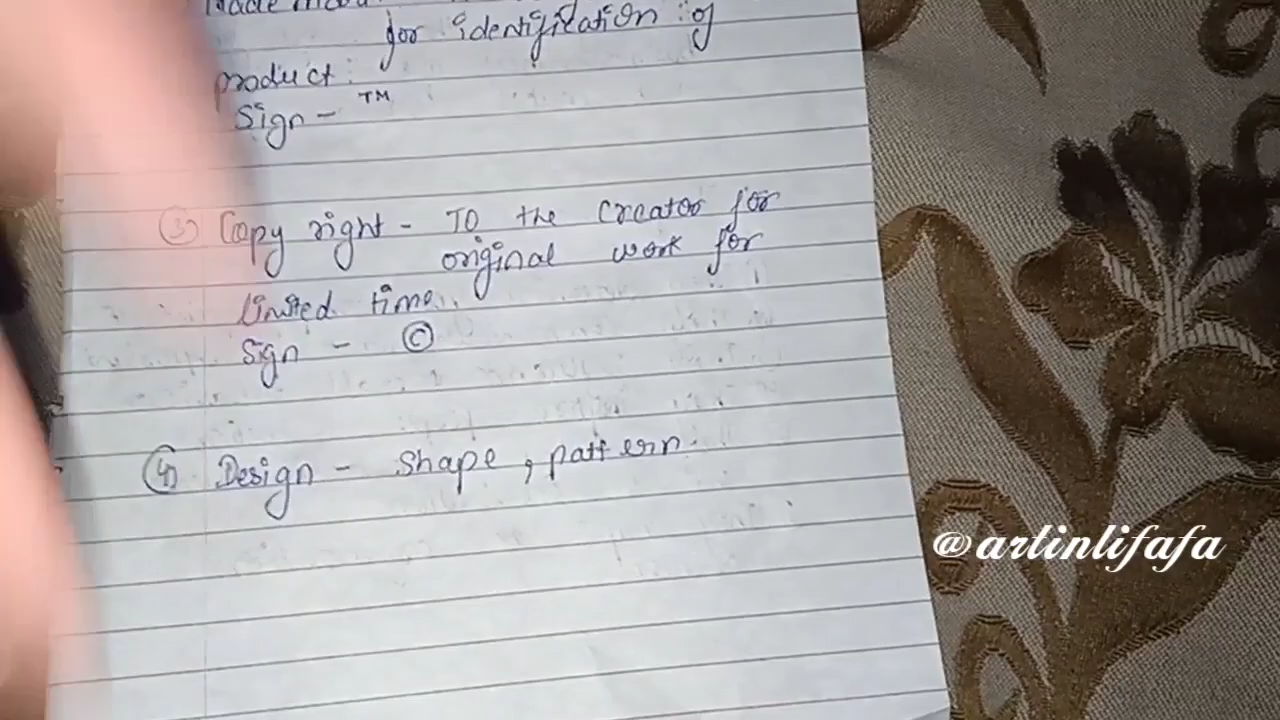 for identification of
product.
Sign - TM
③ Copy right - To the creator for
original work for
limited time.
Sign - ©
④ Design - shape, pattern.
@artinlifafa